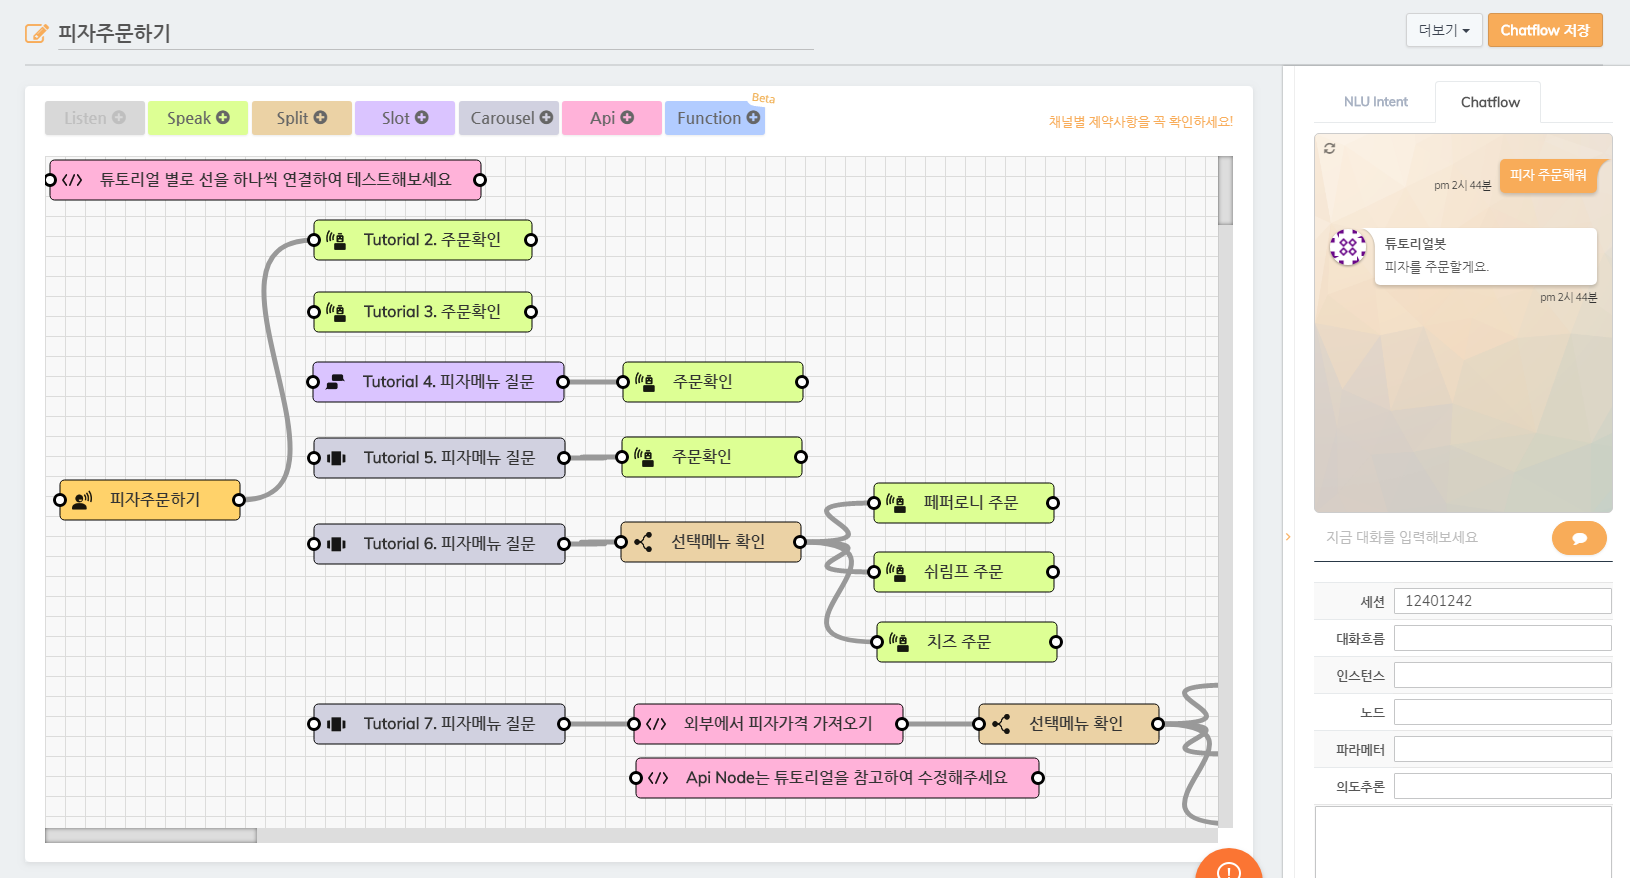 피자주문하기
더보기
Chatflow 저장
Listen
Speak
Split
Slot
Carousel
Api
Function
Beta
채널별 제약사항을 꼭 확인하세요!
튜토리얼 별로 선을 하나씩 연결하여 테스트해보세요
Tutorial 2. 주문확인
Tutorial 3. 주문확인
Tutorial 4. 피자메뉴 질문
주문확인
Tutorial 5. 피자메뉴 질문
주문확인
피자주문하기
페퍼로니 주문
Tutorial 6. 피자메뉴 질문
선택메뉴 확인
쉬림프 주문
치즈 주문
Tutorial 7. 피자메뉴 질문
외부에서 피자가격 가져오기
선택메뉴 확인
Api Node는 튜토리얼을 참고하여 수정해주세요
NLU Intent
Chatflow
피자 주문해줘
pm 2시 44분
튜토리얼봇
피자를 주문할게요.
pm 2시 44분
지금 대화를 입력해보세요
세션
12401242
대화흐름
인스턴스
노드
파라메터
의도추론